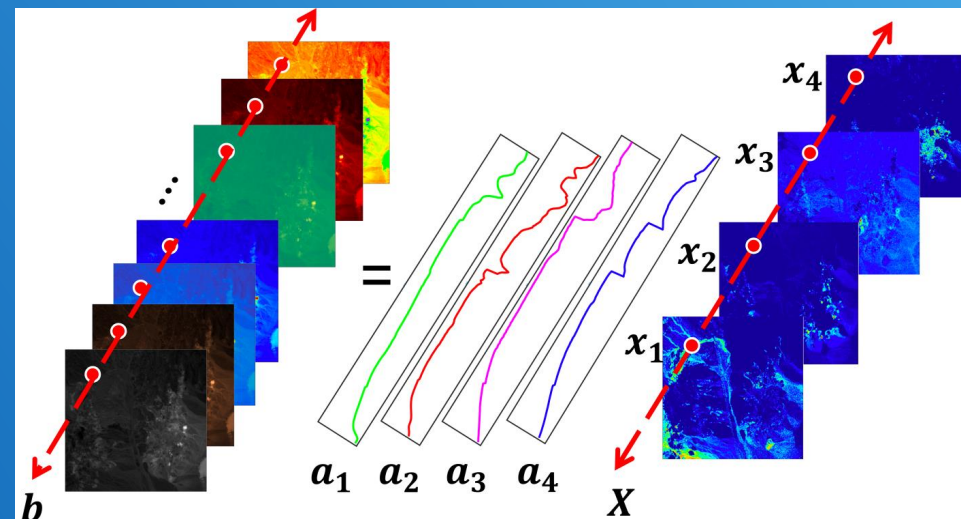 x₄
x₃
x₂
x₁
⋮
=
a₁ a₂ a₃ a₄
b
X